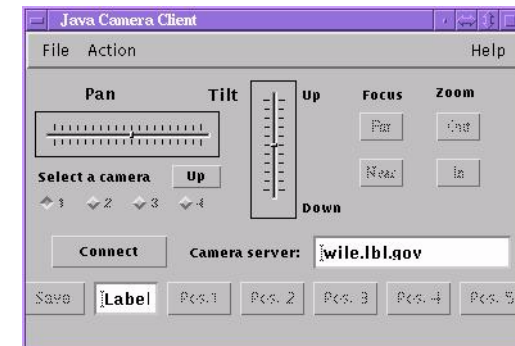 Java Camera Client
File Action Help
Pan Tilt Up Focus Zoom
Far Out
Select a camera Up Near In
1 2 3 4
Down
Connect Camera server: wile.lbl.gov
Save Label Pos.1 Pos. 2 Pos. 3 Pos. 4 Pos. 5